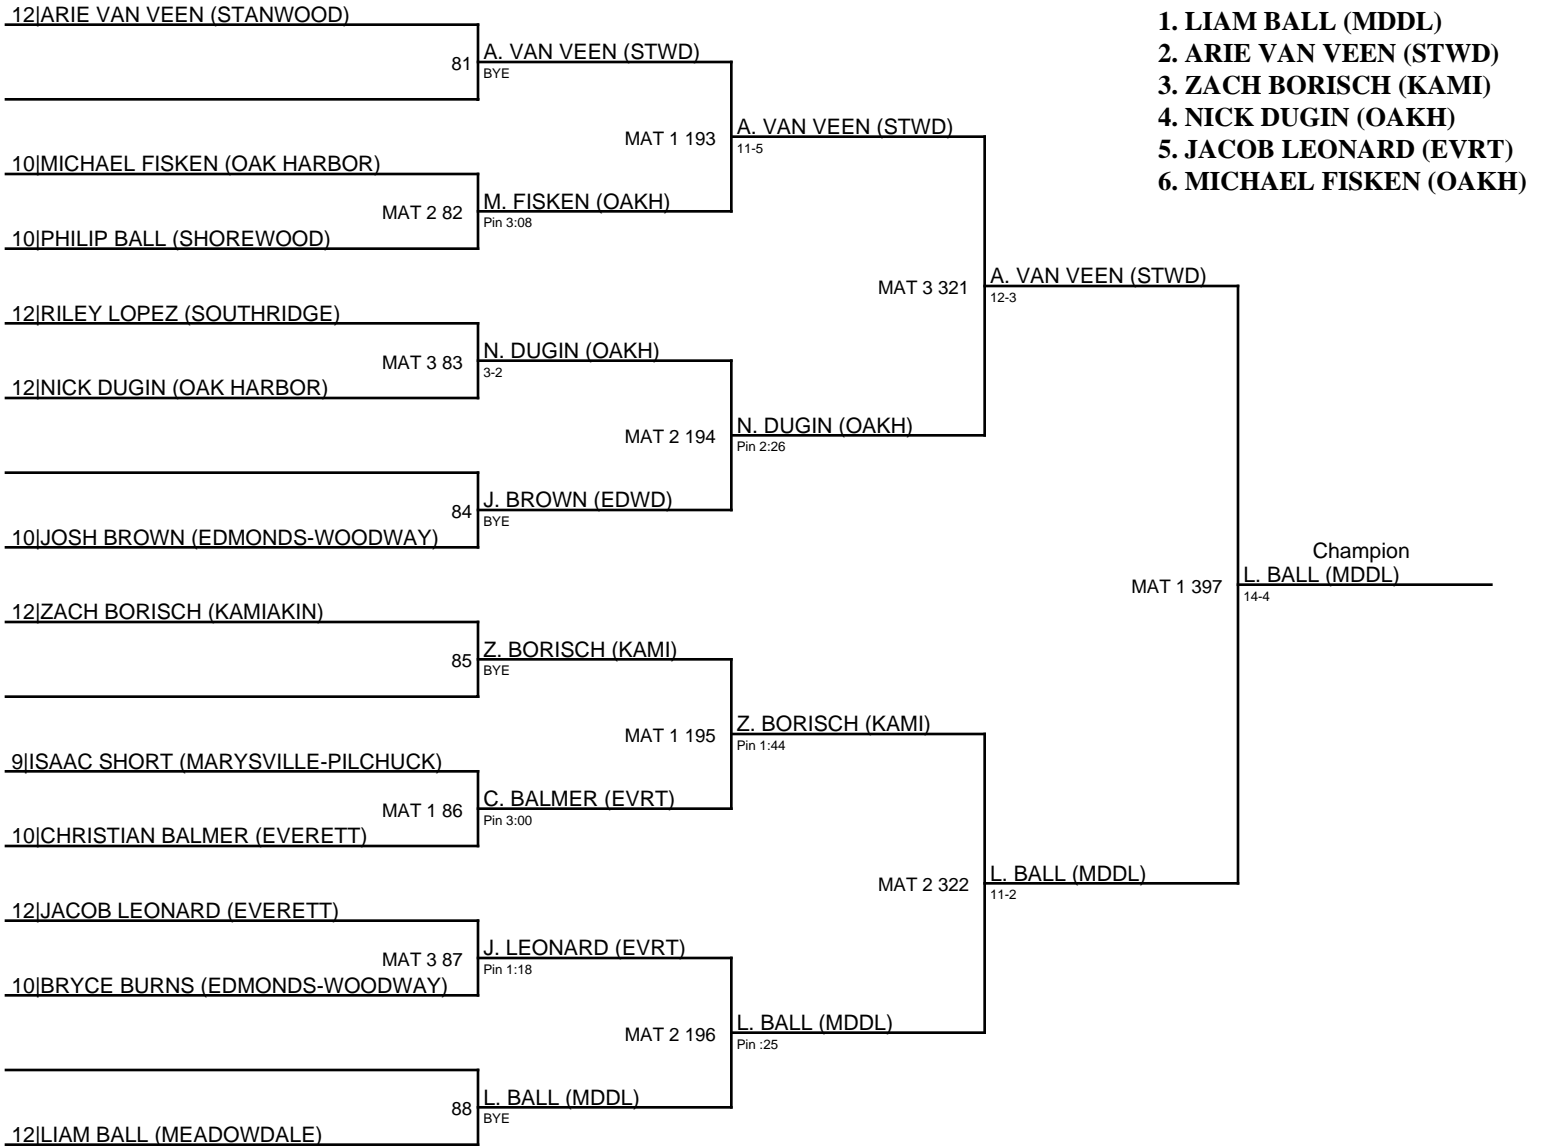 12|ARIE VAN VEEN (STANWOOD)
81
A. VAN VEEN (STWD)
BYE
MAT 1 193
A. VAN VEEN (STWD)
11-5
10|MICHAEL FISKEN (OAK HARBOR)
MAT 2 82
M. FISKEN (OAKH)
Pin 3:08
10|PHILIP BALL (SHOREWOOD)
MAT 3 321
A. VAN VEEN (STWD)
12-3
12|RILEY LOPEZ (SOUTHRIDGE)
MAT 3 83
N. DUGIN (OAKH)
3-2
12|NICK DUGIN (OAK HARBOR)
MAT 2 194
N. DUGIN (OAKH)
Pin 2:26
84
J. BROWN (EDWD)
BYE
10|JOSH BROWN (EDMONDS-WOODWAY)
Champion
MAT 1 397
L. BALL (MDDL)
14-4
12|ZACH BORISCH (KAMIAKIN)
85
Z. BORISCH (KAMI)
BYE
MAT 1 195
Z. BORISCH (KAMI)
Pin 1:44
9|ISAAC SHORT (MARYSVILLE-PILCHUCK)
MAT 1 86
C. BALMER (EVRT)
Pin 3:00
10|CHRISTIAN BALMER (EVERETT)
MAT 2 322
L. BALL (MDDL)
11-2
12|JACOB LEONARD (EVERETT)
MAT 3 87
J. LEONARD (EVRT)
Pin 1:18
10|BRYCE BURNS (EDMONDS-WOODWAY)
MAT 2 196
L. BALL (MDDL)
Pin :25
88
L. BALL (MDDL)
BYE
12|LIAM BALL (MEADOWDALE)
1. LIAM BALL (MDDL)
2. ARIE VAN VEEN (STWD)
3. ZACH BORISCH (KAMI)
4. NICK DUGIN (OAKH)
5. JACOB LEONARD (EVRT)
6. MICHAEL FISKEN (OAKH)